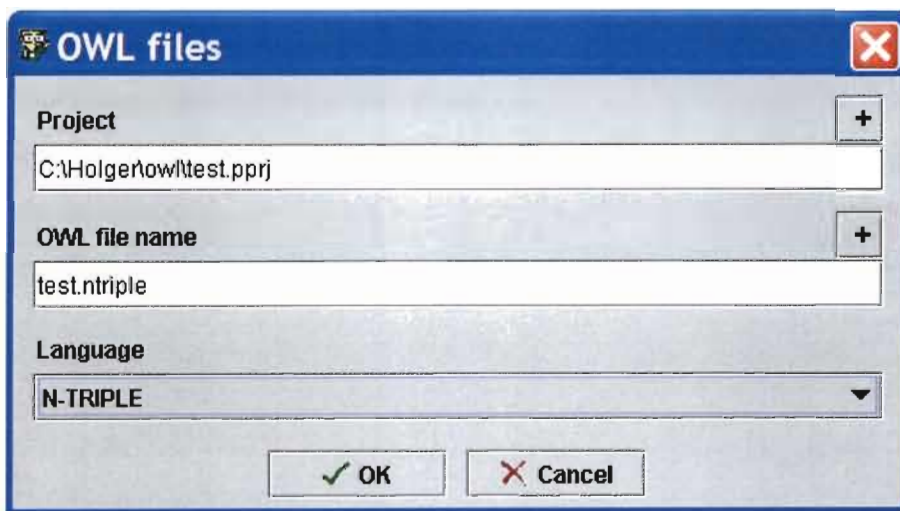 OWL files
Project
+
C:\Holger\owl\test.pprj
OWL file name
+
test.ntriple
Language
N-TRIPLE
OK
Cancel